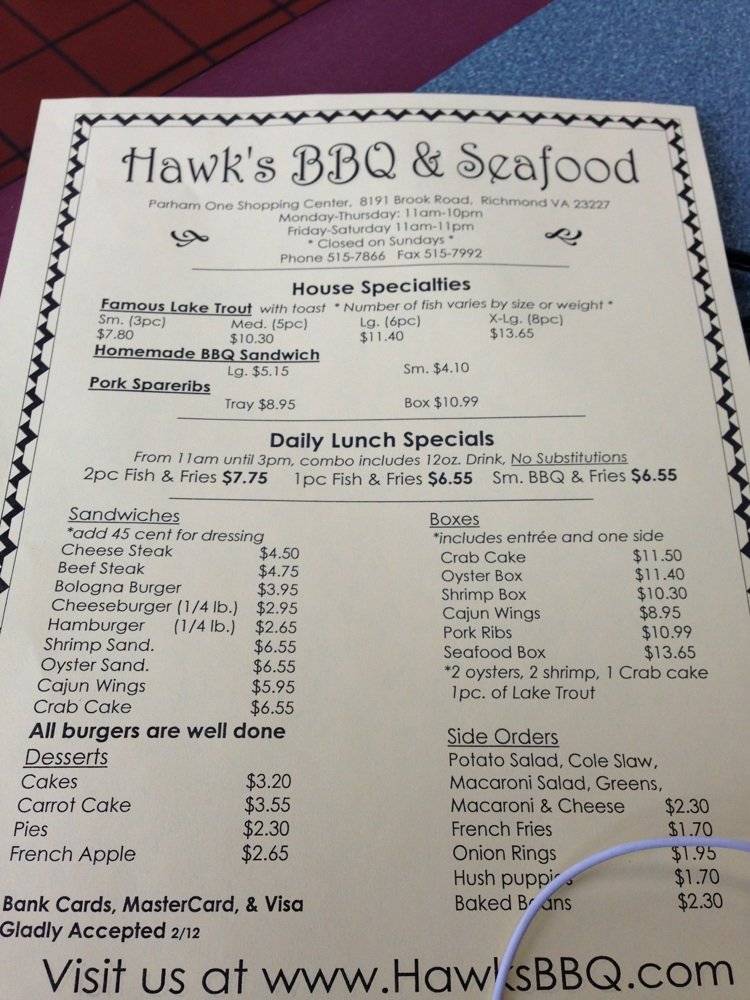 Hawk's BBQ & Seafood
Parham One Shopping Center, 8191 Brook Road, Richmond VA 23227
Monday-Thursday: 11am-10pm
Friday-Saturday 11am-11pm
* Closed on Sundays *
Phone 515-7866 Fax 515-7992
House Specialties
Famous Lake Trout with toast * Number of fish varies by size or weight *
Sm. (3pc) Med. (5pc) Lg. (6pc) X-Lg. (8pc)
$7.80 $10.30 $11.40 $13.65
Homemade BBQ Sandwich
Lg. $5.15 Sm. $4.10
Pork Spareribs
Tray $8.95 Box $10.99
Daily Lunch Specials
From 11am until 3pm, combo includes 12oz. Drink, No Substitutions
2pc Fish & Fries $7.75 1pc Fish & Fries $6.55 Sm. BBQ & Fries $6.55
Sandwiches
*add 45 cent for dressing
Cheese Steak $4.50
Beef Steak $4.75
Bologna Burger $3.95
Cheeseburger (1/4 lb.) $2.95
Hamburger (1/4 lb.) $2.65
Shrimp Sand. $6.55
Oyster Sand. $6.55
Cajun Wings $5.95
Crab Cake $6.55
All burgers are well done
Desserts
Cakes $3.20
Carrot Cake $3.55
Pies $2.30
French Apple $2.65
Bank Cards, MasterCard, & Visa
Gladly Accepted 2/12
Boxes
*includes entrée and one side
Crab Cake $11.50
Oyster Box $11.40
Shrimp Box $10.30
Cajun Wings $8.95
Pork Ribs $10.99
Seafood Box $13.65
*2 oysters, 2 shrimp, 1 Crab cake
1pc. of Lake Trout
Side Orders
Potato Salad, Cole Slaw,
Macaroni Salad, Greens,
Macaroni & Cheese $2.30
French Fries $1.70
Onion Rings $1.95
Hush puppies $1.70
Baked Beans $2.30
Visit us at www.HawksBBQ.com